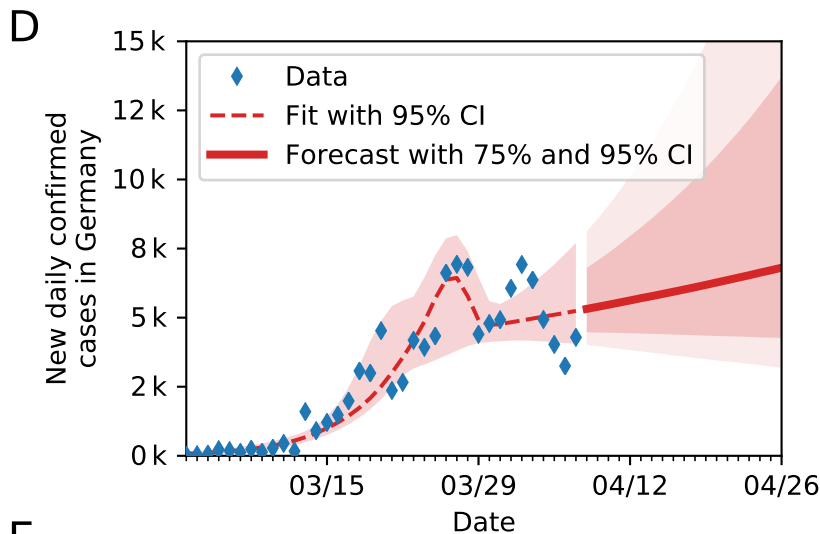 D
15 k
12 k
10 k
8 k
5 k
2 k
0 k
New daily confirmed
cases in Germany
Data
Fit with 95% CI
Forecast with 75% and 95% CI
03/15
03/29
04/12
04/26
Date